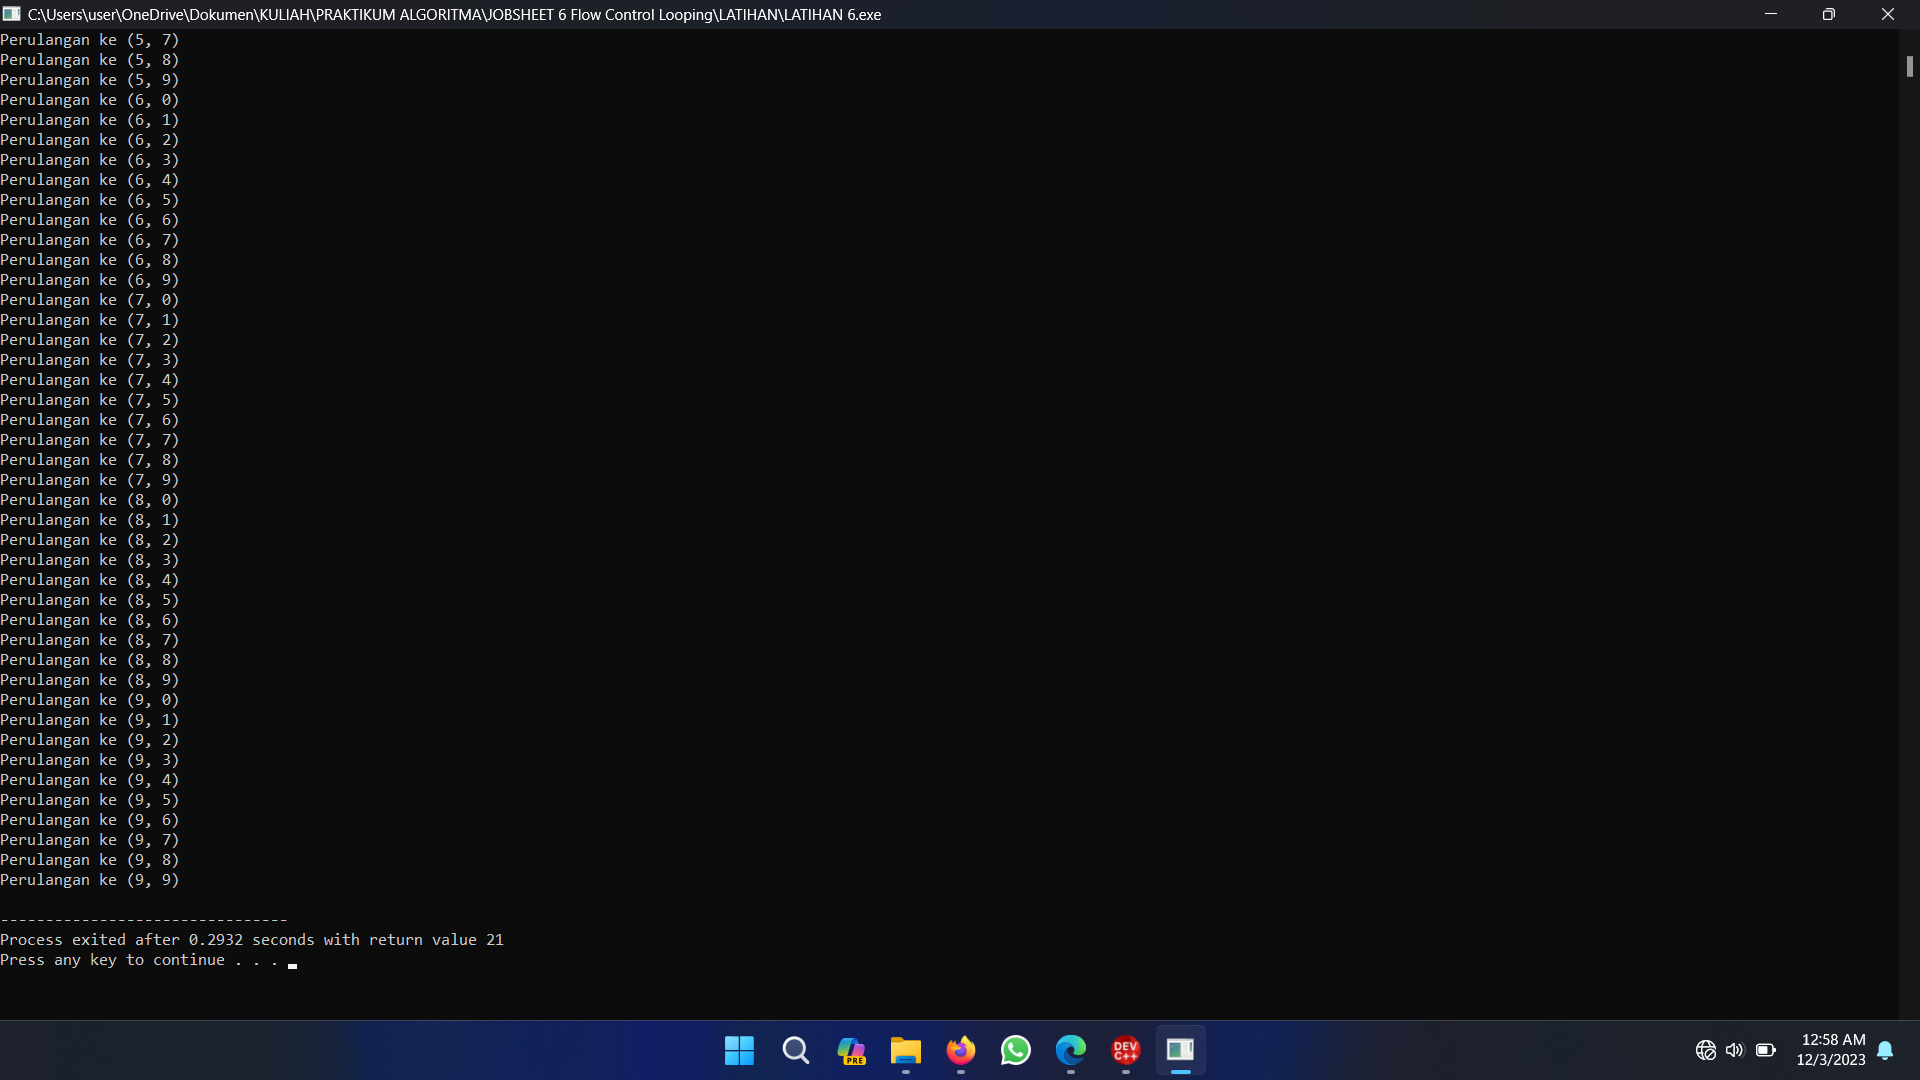 C:\Users\user\OneDrive\Dokumen\KULIAH\PRAKTIKUM ALGORITMA\JOBSHEET 6 Flow Control Looping\LATIHAN\LATIHAN 6.exe
Perulangan ke (5, 7)
Perulangan ke (5, 8)
Perulangan ke (5, 9)
Perulangan ke (6, 0)
Perulangan ke (6, 1)
Perulangan ke (6, 2)
Perulangan ke (6, 3)
Perulangan ke (6, 4)
Perulangan ke (6, 5)
Perulangan ke (6, 6)
Perulangan ke (6, 7)
Perulangan ke (6, 8)
Perulangan ke (6, 9)
Perulangan ke (7, 0)
Perulangan ke (7, 1)
Perulangan ke (7, 2)
Perulangan ke (7, 3)
Perulangan ke (7, 4)
Perulangan ke (7, 5)
Perulangan ke (7, 6)
Perulangan ke (7, 7)
Perulangan ke (7, 8)
Perulangan ke (7, 9)
Perulangan ke (8, 0)
Perulangan ke (8, 1)
Perulangan ke (8, 2)
Perulangan ke (8, 3)
Perulangan ke (8, 4)
Perulangan ke (8, 5)
Perulangan ke (8, 6)
Perulangan ke (8, 7)
Perulangan ke (8, 8)
Perulangan ke (8, 9)
Perulangan ke (9, 0)
Perulangan ke (9, 1)
Perulangan ke (9, 2)
Perulangan ke (9, 3)
Perulangan ke (9, 4)
Perulangan ke (9, 5)
Perulangan ke (9, 6)
Perulangan ke (9, 7)
Perulangan ke (9, 8)
Perulangan ke (9, 9)
--------------------------------
Process exited after 0.2932 seconds with return value 21
Press any key to continue . . .
PRE
DEV
C++
12:58 AM
12/3/2023